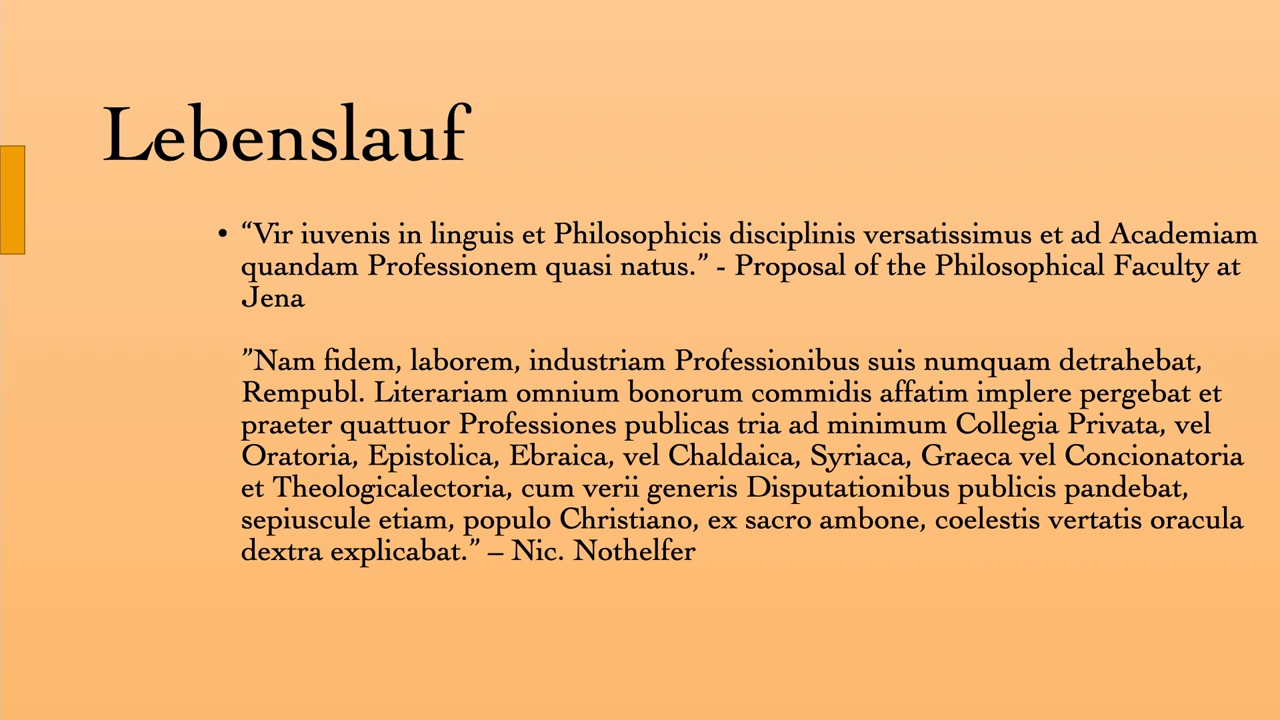 Lebenslauf
• “Vir iuvenis in linguis et Philosophicis disciplinis versatissimus et ad Academiam
quandam Professionem quasi natus.” - Proposal of the Philosophical Faculty at
Jena
”Nam fidem, laborem, industriam Professionibus suis numquam detrahebat,
Rempubl. Literariam omnium bonorum commidis affatim implere pergebat et
praeter quattuor Professiones publicas tria ad minimum Collegia Privata, vel
Oratoria, Epistolica, Ebraica, vel Chaldaica, Syriaca, Graeca vel Concionatoria
et Theologicalectoria, cum verii generis Disputationibus publicis pandebat,
sepiuscule etiam, populo Christiano, ex sacro ambone, coelestis vertatis oracula
dextra explicabat.” – Nic. Nothelfer